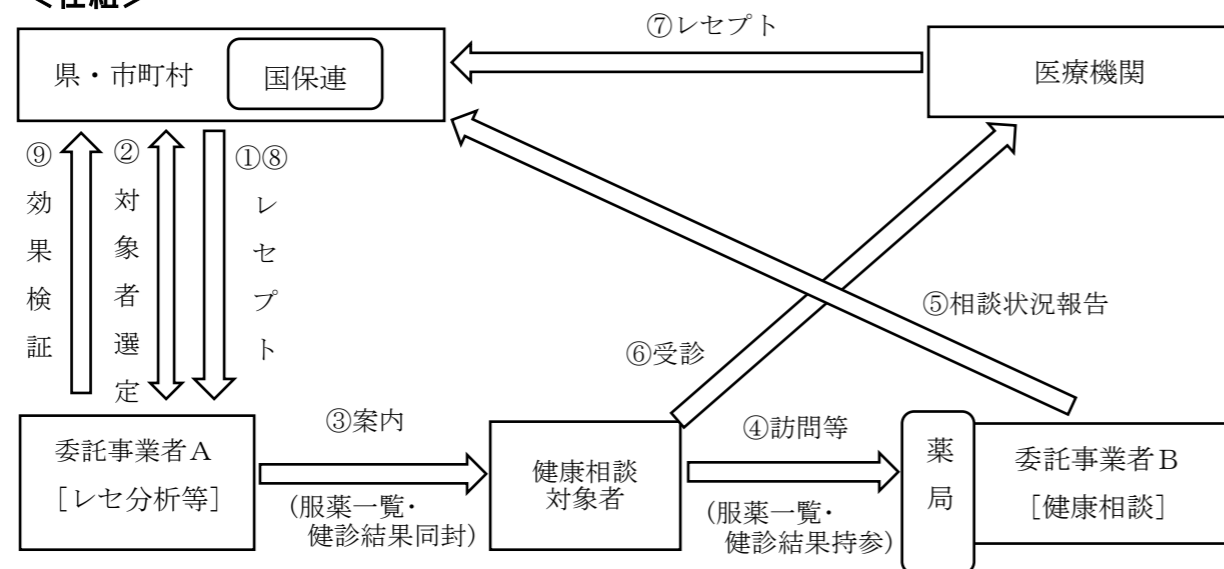 ＜仕組＞
⑦レセプト
県・市町村
国保連
医療機関
⑨効果検証
②対象者選定
①⑧レセプト
⑤相談状況報告
⑥受診
③案内
④訪問等
委託事業者Ａ
［レセ分析等］
(服薬一覧・
健診結果同封)
健康相談
対象者
(服薬一覧・
健診結果持参)
薬局
委託事業者Ｂ
［健康相談］